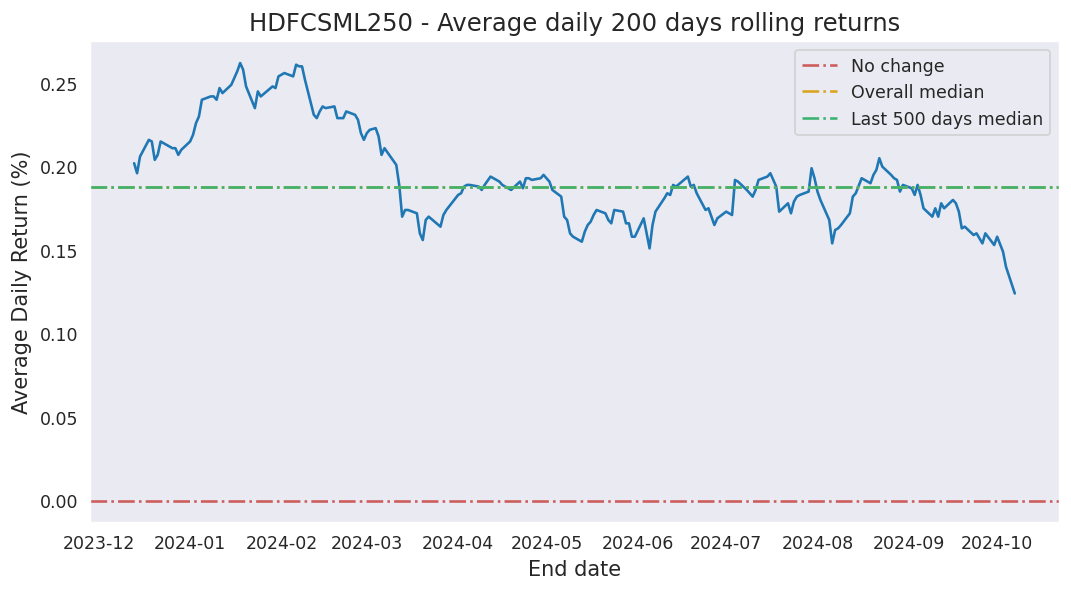 HDFCSML250 - Average daily 200 days rolling returns
No change
Overall median
Last 500 days median
Average Daily Return (%)
0.25
0.20
0.15
0.10
0.05
0.00
2023-12 2024-01 2024-02 2024-03 2024-04 2024-05 2024-06 2024-07 2024-08 2024-09 2024-10
End date